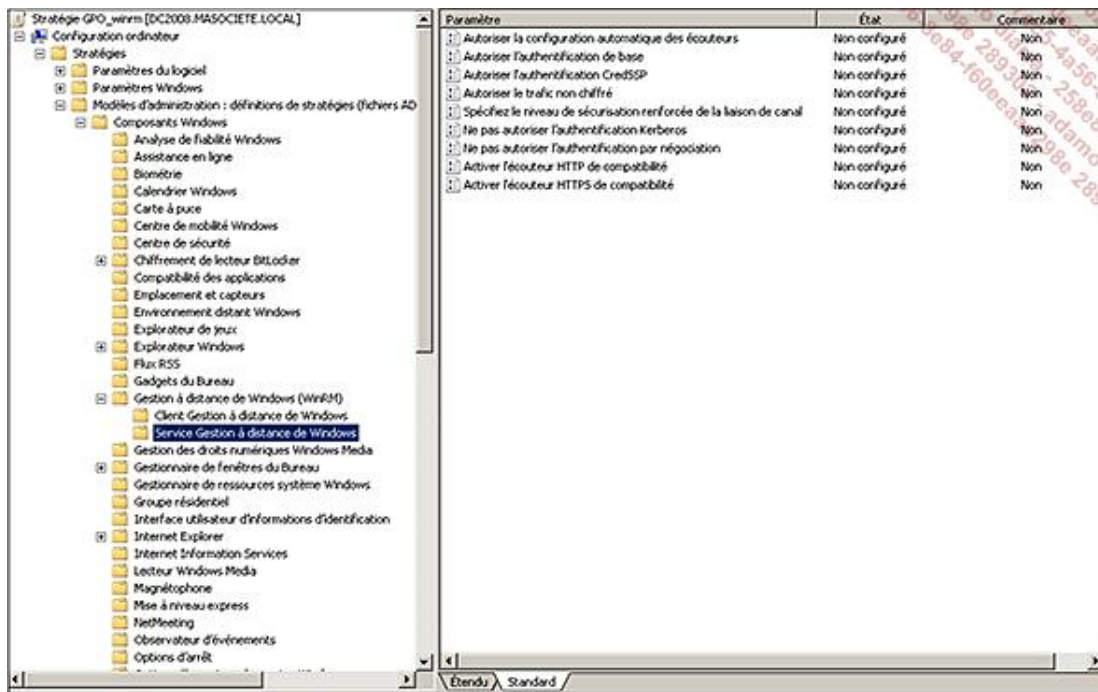 Stratégie GPO_winrm [DC2008.MASOCIETE.LOCAL]
Configuration ordinateur
Stratégies
Paramètres du logiciel
Paramètres Windows
Modèles d'administration : définitions de stratégies (fichiers AD
Composants Windows
Analyse de fiabilité Windows
Assistance en ligne
Biométrie
Calendrier Windows
Carte à puce
Centre de mobilité Windows
Centre de sécurité
Chiffrement de lecteur BitLocker
Compatibilité des applications
Emplacement et capteurs
Environnement distant Windows
Explorateur de jeux
Explorateur Windows
Flux RSS
Gadgets du Bureau
Gestion à distance de Windows (WinRM)
Client Gestion à distance de Windows
Service Gestion à distance de Windows
Gestion des droits numériques Windows Media
Gestionnaire de fenêtres du Bureau
Gestionnaire de ressources système Windows
Groupe résidentiel
Interface utilisateur d'informations d'identification
Internet Explorer
Internet Information Services
Lecteur Windows Media
Magnétophone
Mise à niveau express
NetMeeting
Observateur d'événements
Options d'arrêt
Paramètre État Commentaire
Autoriser la configuration automatique des écouteurs Non configuré Non
Autoriser l'authentification de base Non configuré Non
Autoriser l'authentification CredSSP Non configuré Non
Autoriser le trafic non chiffré Non configuré Non
Spécifiez le niveau de sécurisation renforcée de la liaison de canal Non configuré Non
Ne pas autoriser l'authentification Kerberos Non configuré Non
Ne pas autoriser l'authentification par négociation Non configuré Non
Activer l'écouteur HTTP de compatibilité Non configuré Non
Activer l'écouteur HTTPS de compatibilité Non configuré Non
Étendu Standard